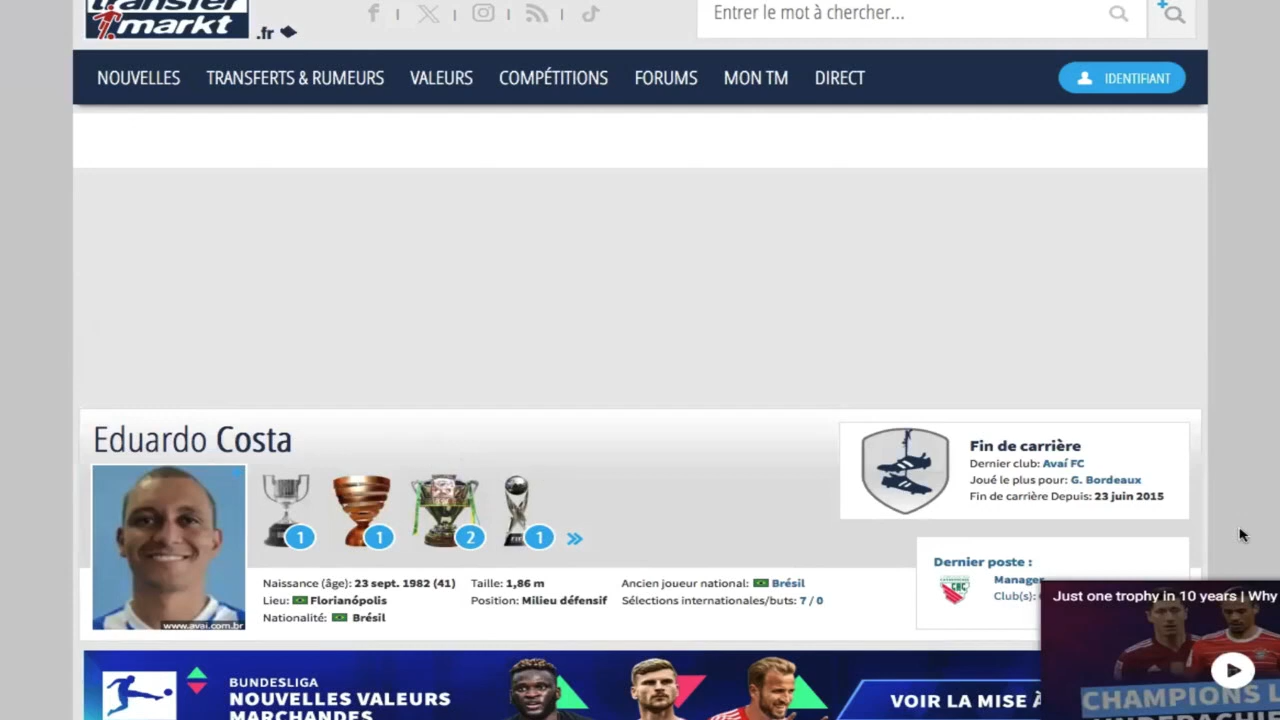 transfer
markt
.fr
Entrer le mot à chercher...
NOUVELLES TRANSFERTS & RUMEURS VALEURS COMPÉTITIONS FORUMS MON TM DIRECT IDENTIFIANT
Eduardo Costa
1 1 2 1
Fin de carrière
Dernier club: Avaí FC
Joué le plus pour: G. Bordeaux
Fin de carrière Depuis: 23 juin 2015
Naissance (âge): 23 sept. 1982 (41)
Lieu: Florianópolis
Nationalité: Brésil
Taille: 1,86 m
Position: Milieu défensif
Ancien joueur national: Brésil
Sélections internationales/buts: 7 / 0
www.avai.com.br
Dernier poste :
Manager
Club(s):
Just one trophy in 10 years | Why
CHAMPIONS L
BUNDESLIGA
NOUVELLES VALEURS
MARCHANDES
VOIR LA MISE À